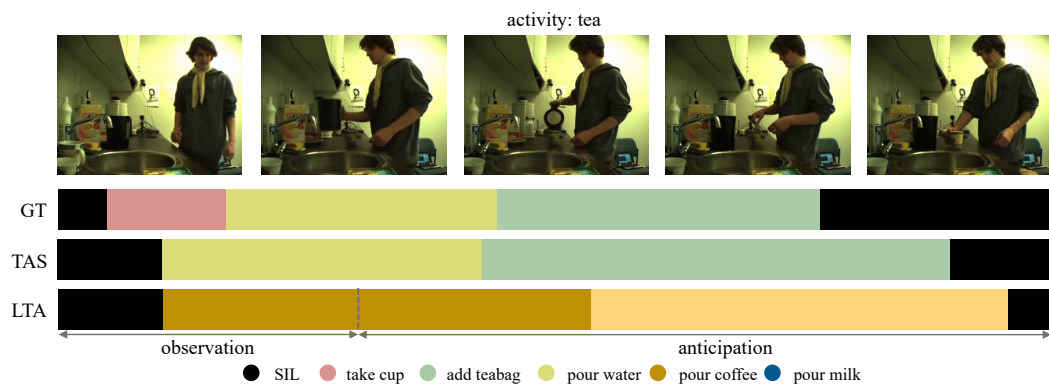 activity: tea
GT
TAS
LTA
observation
anticipation
SIL
take cup
add teabag
pour water
pour coffee
pour milk